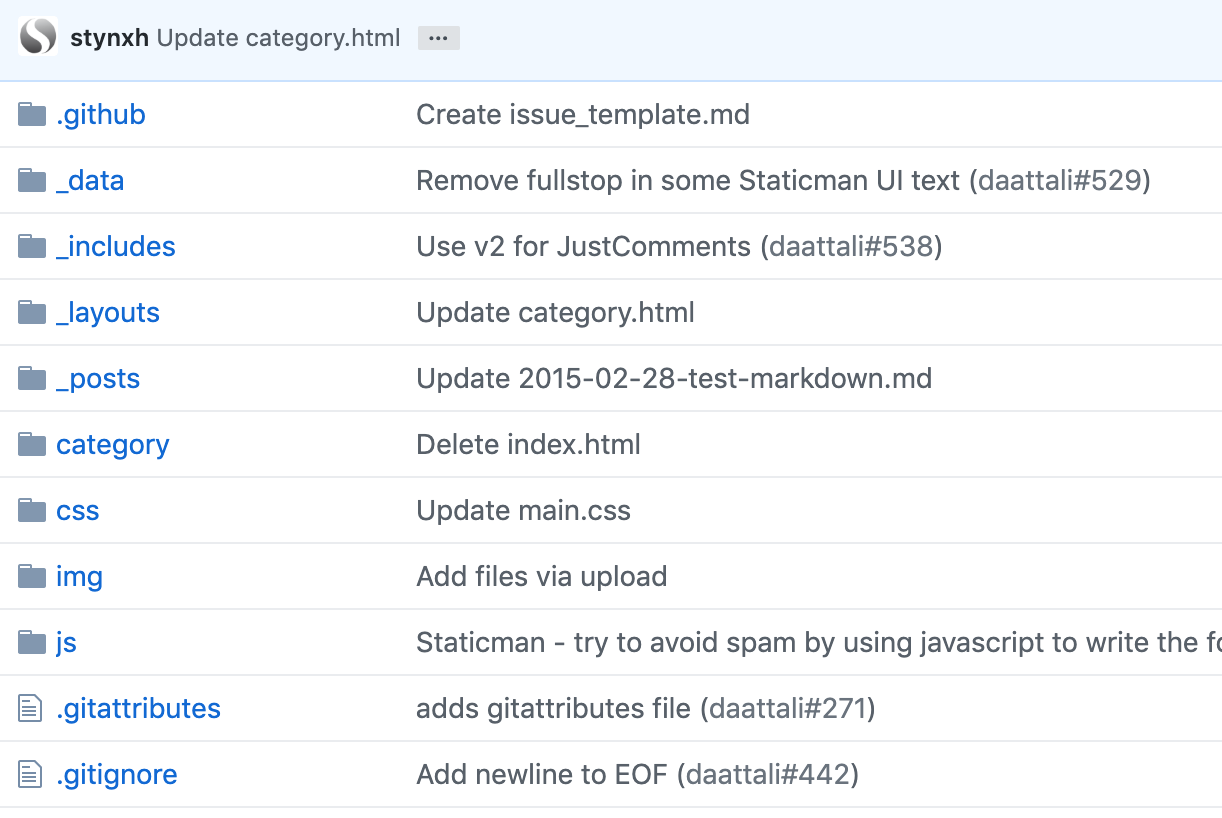 stynxh Update category.html ...
.github Create issue_template.md
_data Remove fullstop in some Staticman UI text (daattali#529)
_includes Use v2 for JustComments (daattali#538)
_layouts Update category.html
_posts Update 2015-02-28-test-markdown.md
category Delete index.html
css Update main.css
img Add files via upload
js Staticman - try to avoid spam by using javascript to write the
.gitattributes adds gitattributes file (daattali#271)
.gitignore Add newline to EOF (daattali#442)